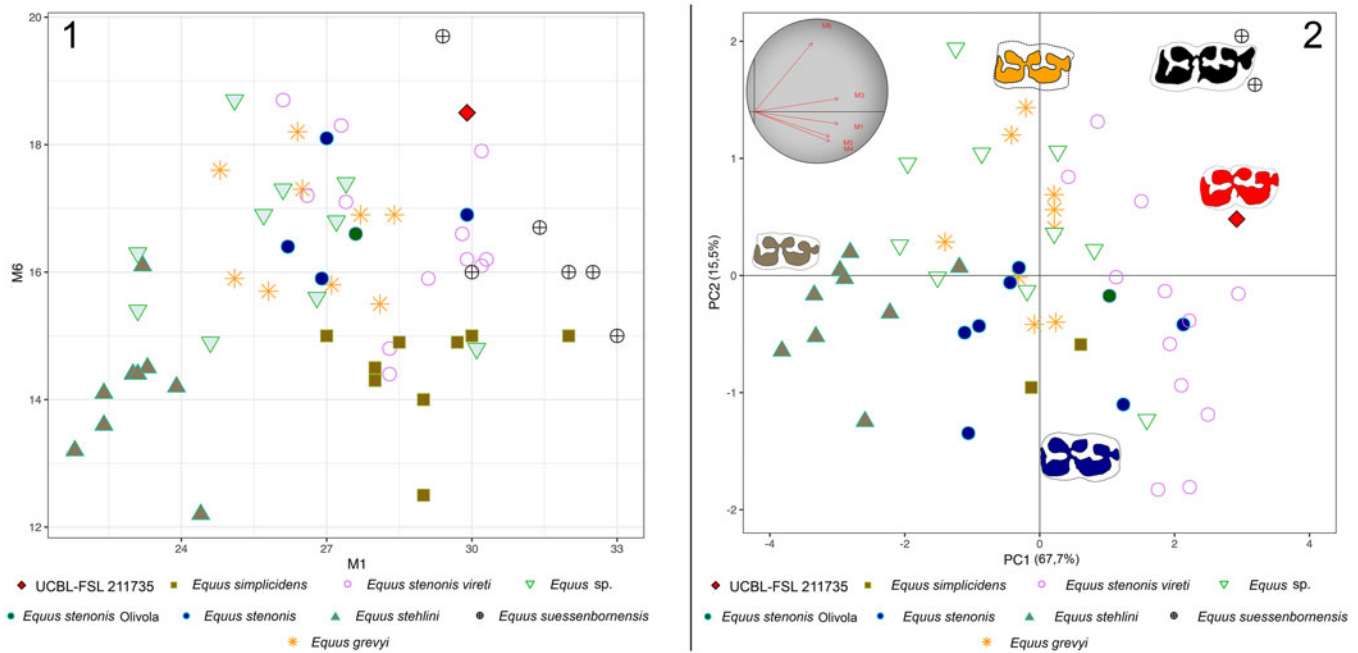 1
20
18
16
14
12
M6
24
27
30
33
M1
2
M6
M3
M1
M5
M4
2
1
0
-1
-2
PC2 (15,5%)
-4
-2
0
2
4
PC1 (67,7%)
UCBL-FSL 211735 Equus simplicidens Equus stenonis vireti Equus sp.
Equus stenonis Olivola Equus stenonis Equus stehlini Equus suessenbornensis
Equus grevyi
UCBL-FSL 211735 Equus simplicidens Equus stenonis vireti Equus sp.
Equus stenonis Olivola Equus stenonis Equus stehlini Equus suessenbornensis
Equus grevyi